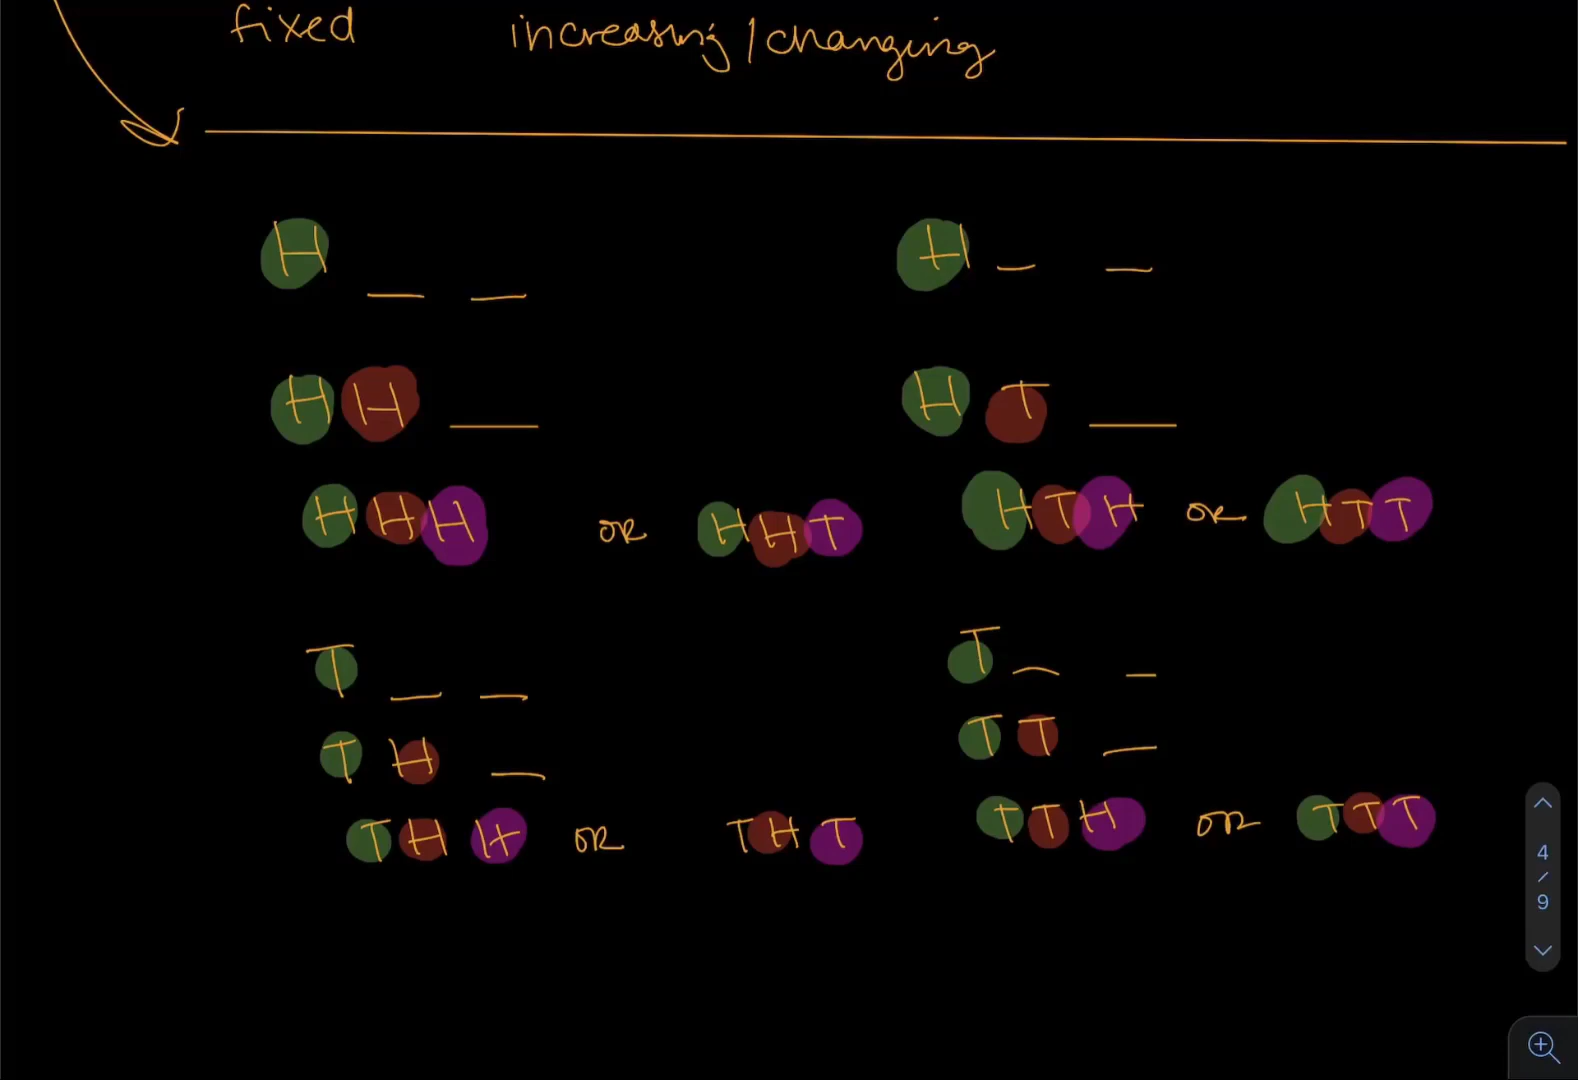 fixed increasing/changing
H _ _ H _ _
H H _ H T _
H H H OR H H T H T H OR H T T
T _ _ T _ _
T H _ T T _
T H H OR T H T T T H OR T T T
4
/
9